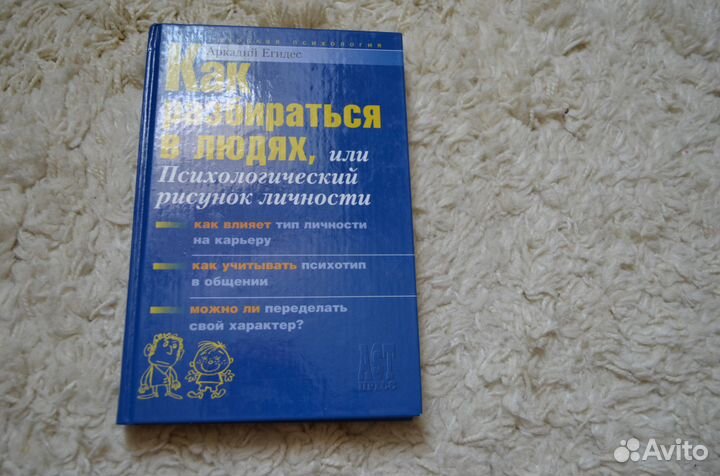 психология
Аркадий Егидес
Как
разбираться
в людях, или
Психологический
рисунок личности
как влияет тип личности
на карьеру
как учитывать психотип
в общении
можно ли переделать
свой характер?
АСТ
ПРЕСС
Avito